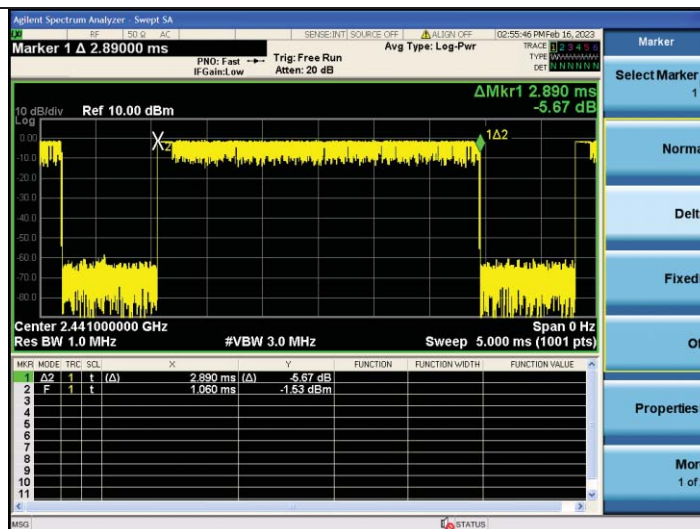 Agilent Spectrum Analyzer - Swept SA
RF 50 Ω AC SENSE:INT SOURCE OFF ALIGN OFF 02:55:46 PM Feb 16, 2023
Marker 1 Δ 2.89000 ms
Avg Type: Log-Pwr
TRACE 1 2 3 4 5 6
PNO: Fast
Trig: Free Run
TYPE
IFGain:Low
Atten: 20 dB
DET N N N N N N
Marker
Select Marker
1
ΔMkr1 2.890 ms
-5.67 dB
10 dB/div Ref 10.00 dBm
Log
0.00
-10.0
-20.0
-30.0
-40.0
-50.0
-60.0
-70.0
-80.0
X2
1Δ2
Center 2.441000000 GHz Span 0 Hz
Res BW 1.0 MHz #VBW 3.0 MHz Sweep 5.000 ms (1001 pts)
MKR MODE TRC SCL X Y FUNCTION FUNCTION WIDTH FUNCTION VALUE
1 Δ2 1 t (Δ) 2.890 ms (Δ) -5.67 dB
2 F 1 t 1.060 ms -1.53 dBm
3
4
5
6
7
8
9
10
11
Norma
Delt
Fixed
Of
Properties
Mor
1 of
MSG STATUS